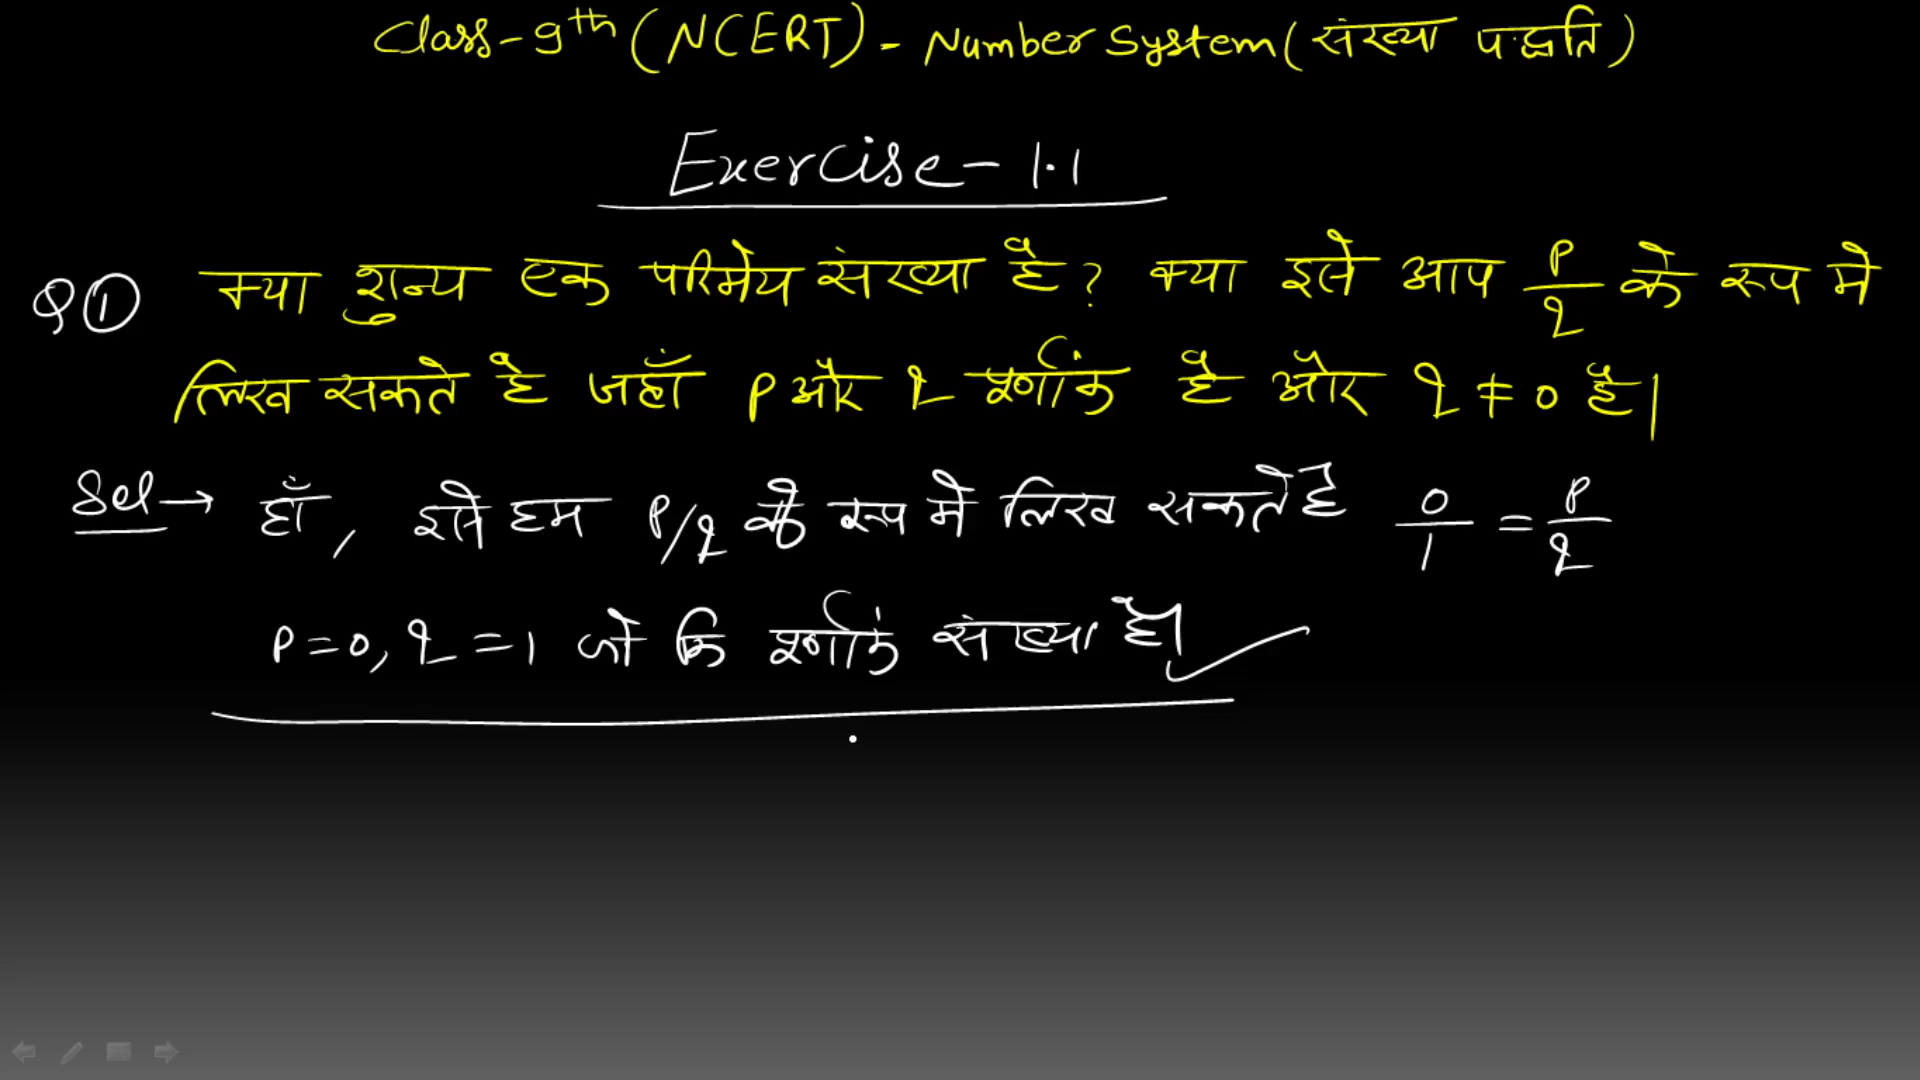 Class-9th (NCERT) - Number System (संख्या पद्धति)
Exercise - 1.1
Q① क्या शुन्य एक परिमेय संख्या है? क्या इसे आप p/q के रूप मे
लिख सकते है जहाँ p और q पूर्णांक है और q ≠ 0 है।
Sol → हाँ, इसे हम p/q के रूप मे लिख सकते है 0/1 = p/q
p = 0, q = 1 जो कि पूर्णांक संख्या है।